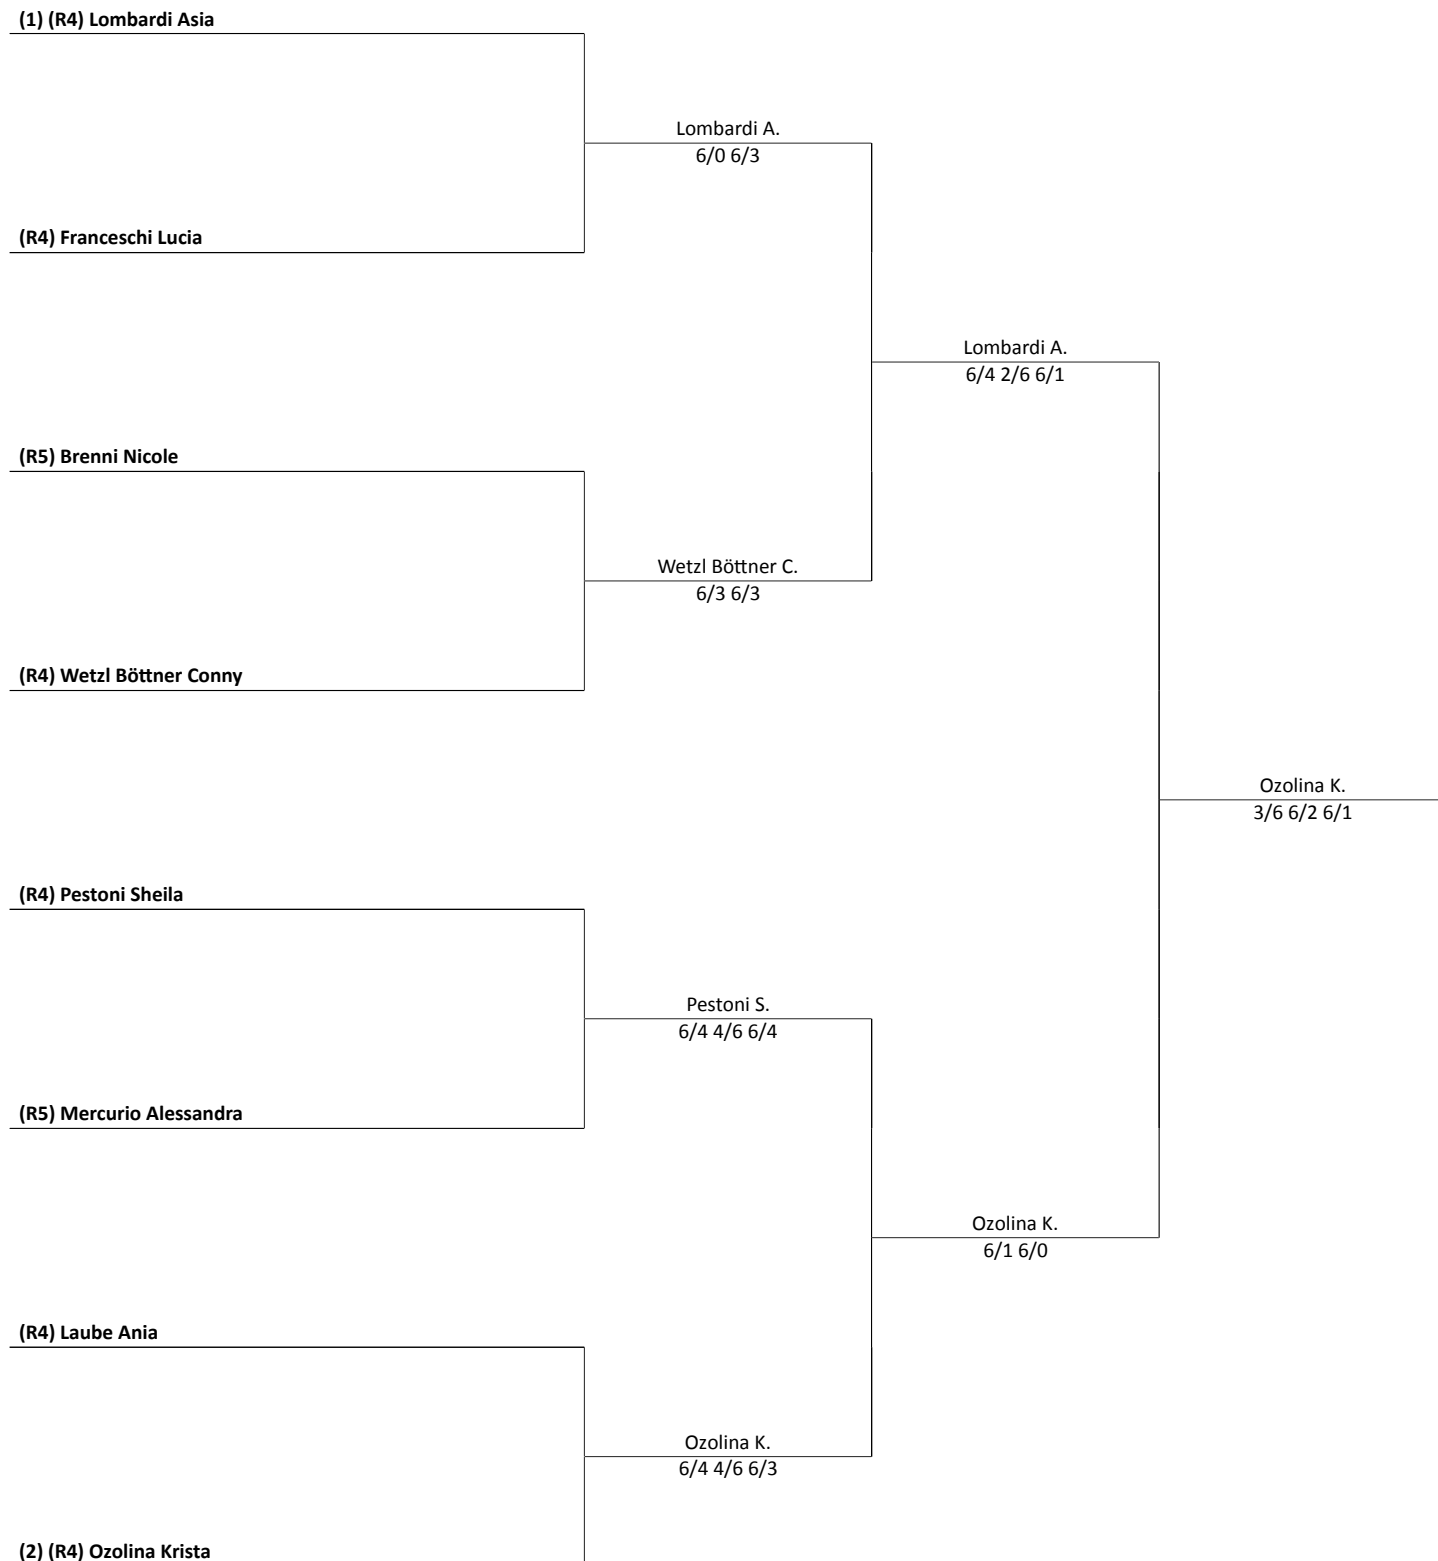 (1) (R4) Lombardi Asia
Lombardi A.
6/0 6/3
(R4) Franceschi Lucia
Lombardi A.
6/4 2/6 6/1
(R5) Brenni Nicole
Wetzl Böttner C.
6/3 6/3
(R4) Wetzl Böttner Conny
Ozolina K.
3/6 6/2 6/1
(R4) Pestoni Sheila
Pestoni S.
6/4 4/6 6/4
(R5) Mercurio Alessandra
Ozolina K.
6/1 6/0
(R4) Laube Ania
Ozolina K.
6/4 4/6 6/3
(2) (R4) Ozolina Krista